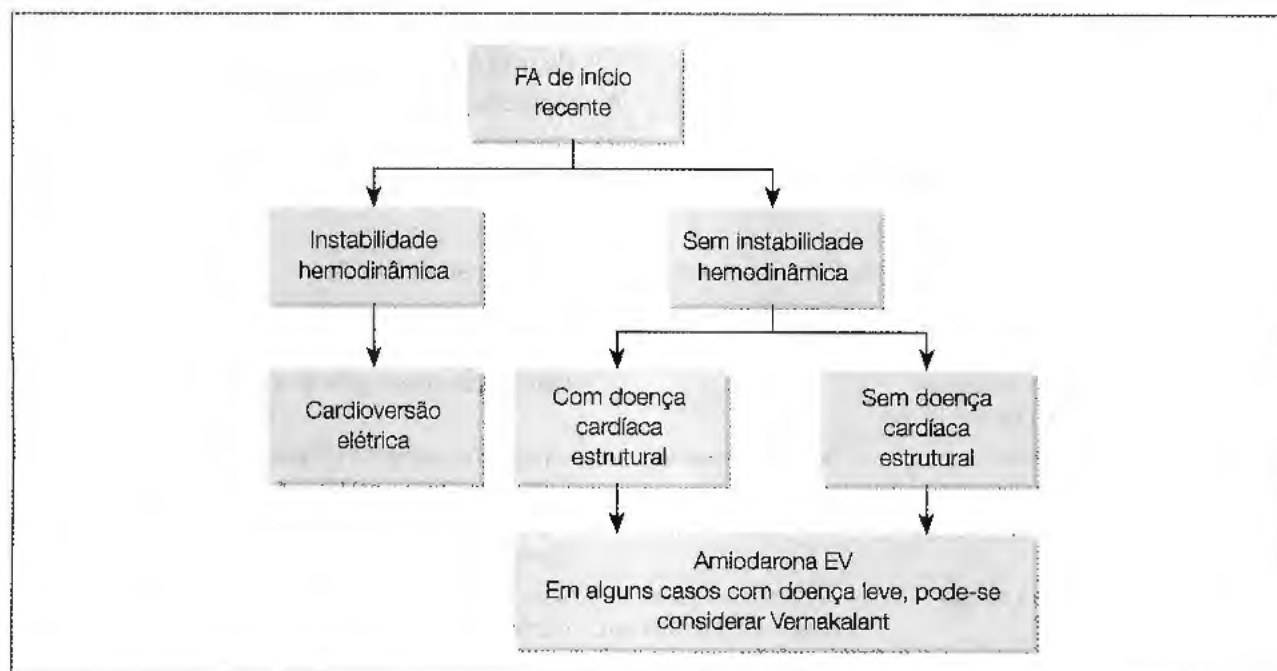 FA de início
recente
Instabilidade
hemodinâmica
Sem instabilidade
hemodinâmica
Cardioversão
elétrica
Com doença
cardíaca
estrutural
Sem doença
cardíaca
estrutural
Amiodarona EV
Em alguns casos com doença leve, pode-se
considerar Vernakalant